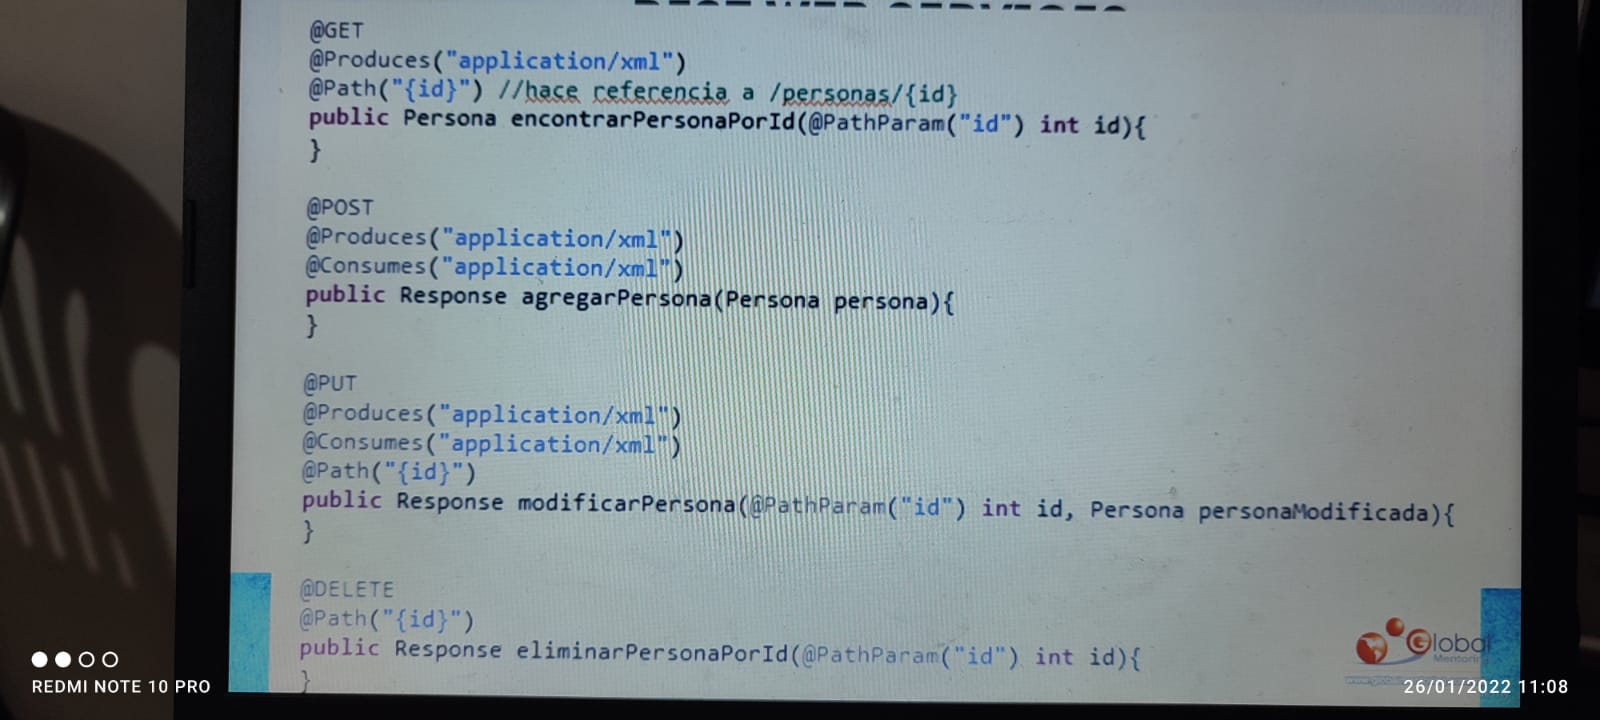 @GET
@Produces("application/xml")
@Path("{id}") //hace referencia a /personas/{id}
public Persona encontrarPersonaPorId(@PathParam("id") int id){
}
@POST
@Produces("application/xml")
@Consumes("application/xml")
public Response agregarPersona(Persona persona){
}
@PUT
@Produces("application/xml")
@Consumes("application/xml")
@Path("{id}")
public Response modificarPersona(@PathParam("id") int id, Persona personaModificada){
}
@DELETE
@Path("{id}")
public Response eliminarPersonaPorId(@PathParam("id") int id){
}
Global
Mentoring
REDMI NOTE 10 PRO
26/01/2022 11:08